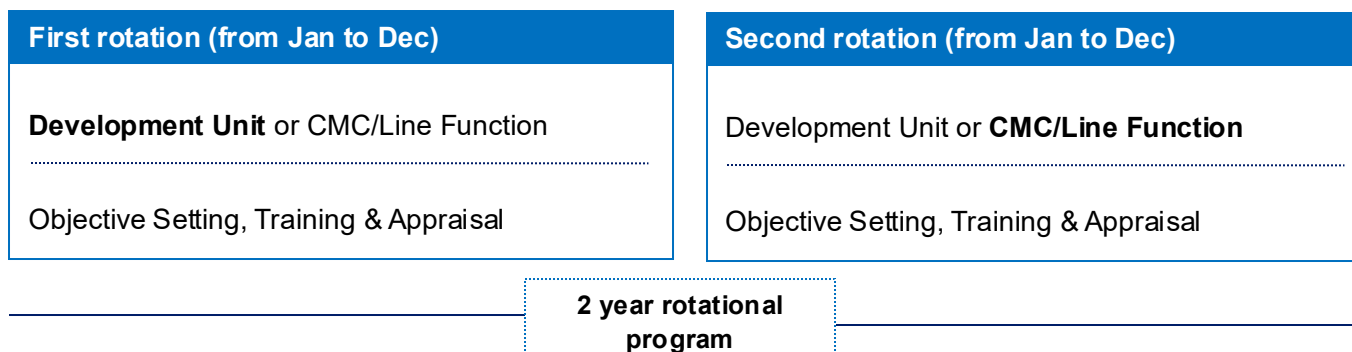 First rotation (from Jan to Dec)
Development Unit or CMC/Line Function
Objective Setting, Training & Appraisal
Second rotation (from Jan to Dec)
Development Unit or CMC/Line Function
Objective Setting, Training & Appraisal
2 year rotational
program